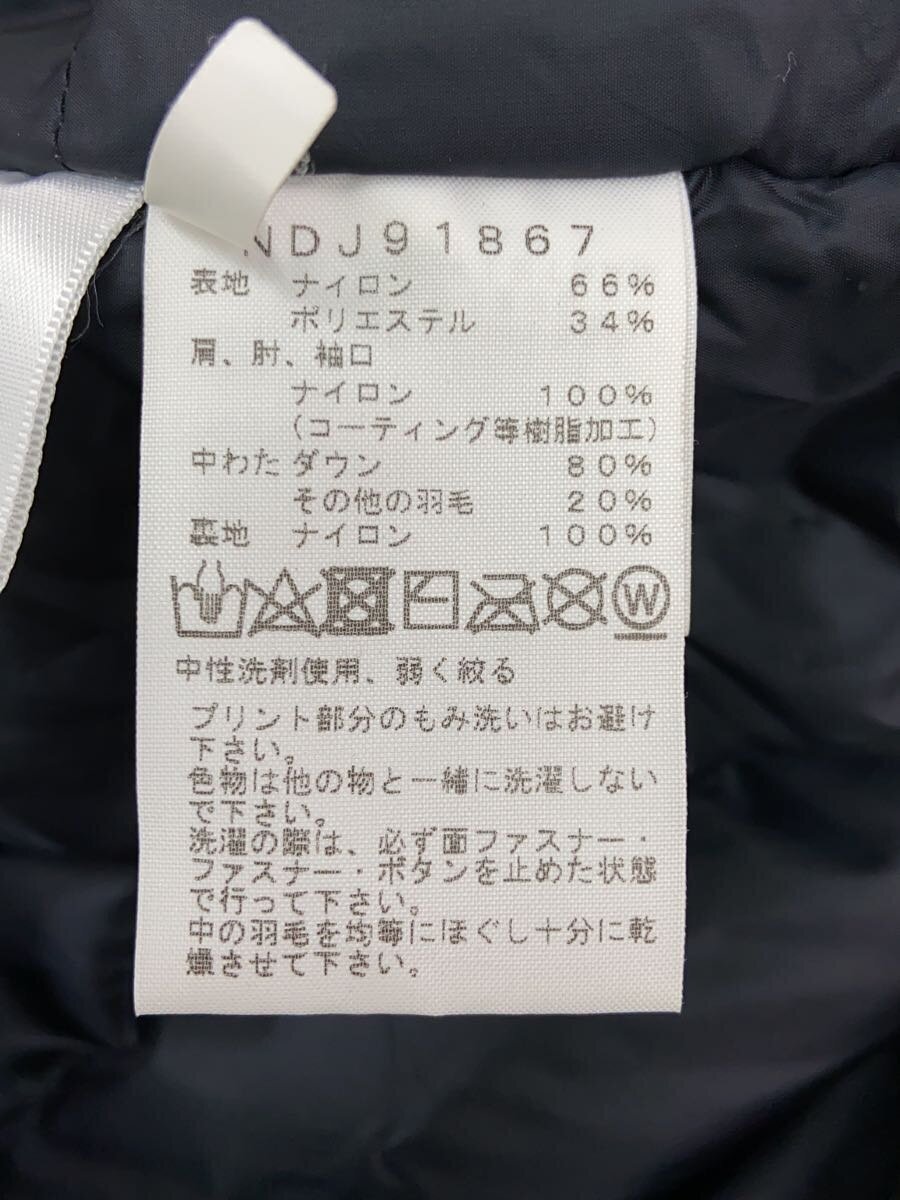 NDJ91867
表地 ナイロン 66%
ポリエステル 34%
肩、肘、袖口
ナイロン 100%
(コーティング等樹脂加工)
中わた ダウン 80%
その他の羽毛 20%
裏地 ナイロン 100%
W
中性洗剤使用、弱く絞る
プリント部分のもみ洗いはお避け
下さい。
色物は他の物と一緒に洗濯しない
で下さい。
洗濯の際は、必ず面ファスナー・
ファスナー・ボタンを止めた状態
で行って下さい。
中の羽毛を均等にほぐし十分に乾
燥させて下さい。